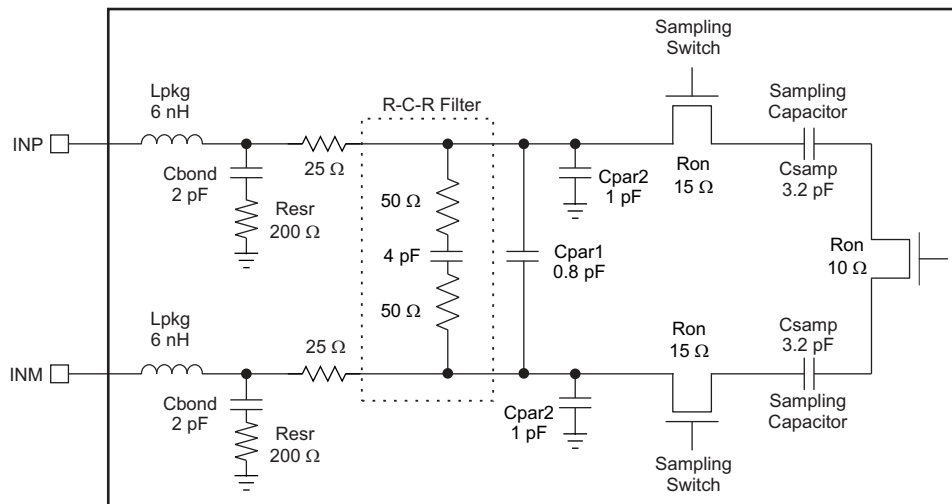 Sampling
Switch
Lpkg
6 nH
R-C-R Filter
Sampling
Capacitor
INP
25 Ω
Cbond
2 pF
Resr
200 Ω
50 Ω
4 pF
50 Ω
Cpar1
0.8 pF
Cpar2
1 pF
Ron
15 Ω
Csamp
3.2 pF
Ron
10 Ω
Lpkg
6 nH
25 Ω
Ron
15 Ω
Csamp
3.2 pF
INM
Cbond
2 pF
Resr
200 Ω
Cpar2
1 pF
Sampling
Capacitor
Sampling
Switch